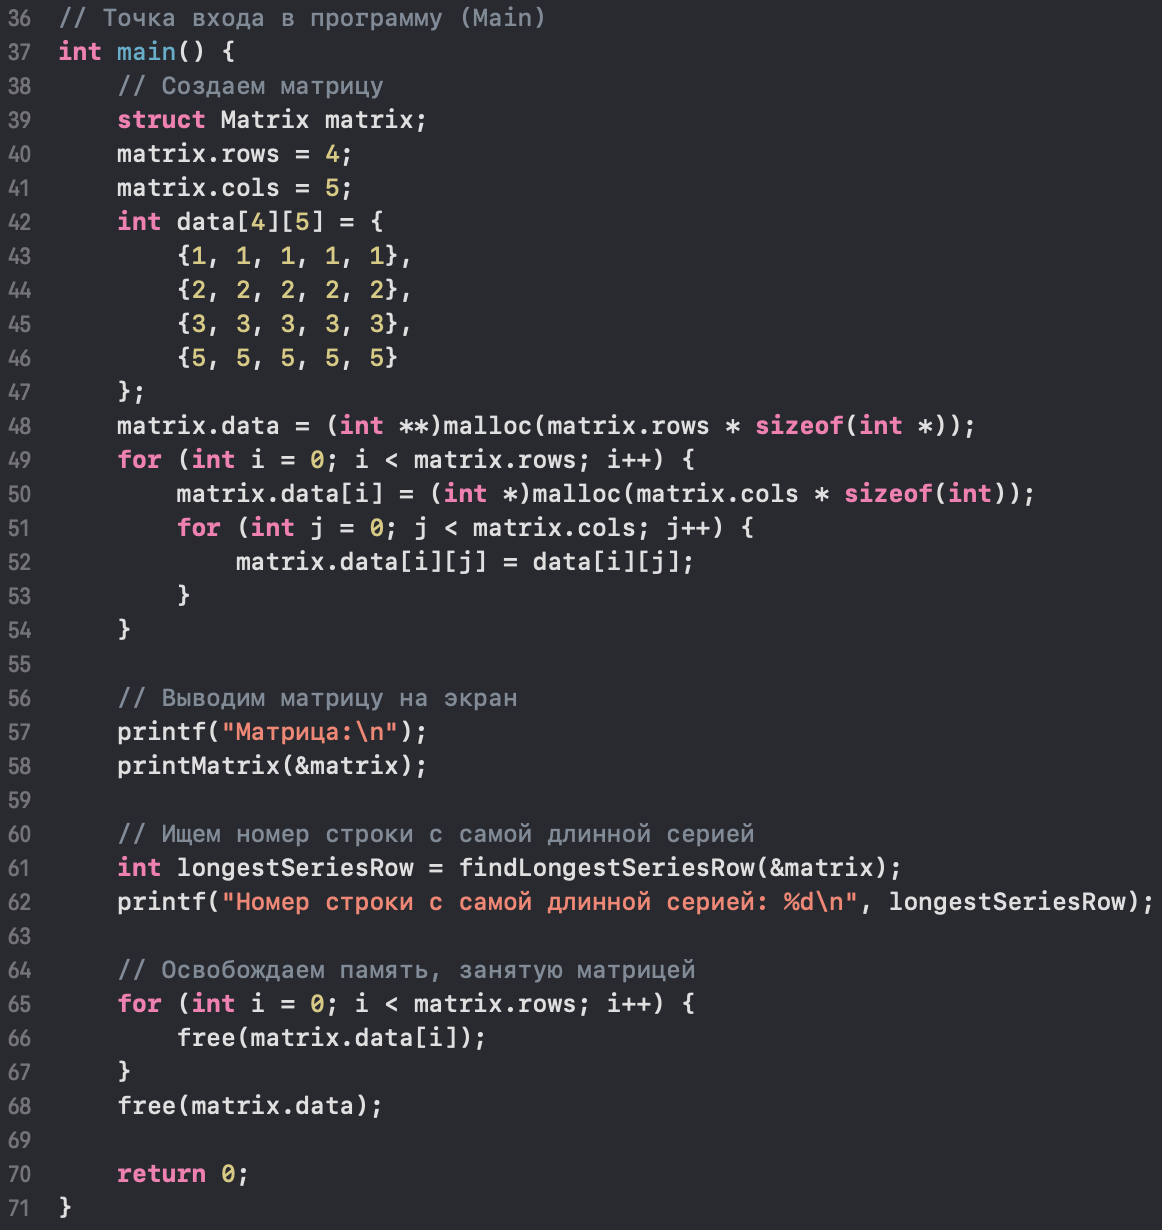 36 // Точка входа в программу (Main)
37 int main() {
38     // Создаем матрицу
39     struct Matrix matrix;
40     matrix.rows = 4;
41     matrix.cols = 5;
42     int data[4][5] = {
43         {1, 1, 1, 1, 1},
44         {2, 2, 2, 2, 2},
45         {3, 3, 3, 3, 3},
46         {5, 5, 5, 5, 5}
47     };
48     matrix.data = (int **)malloc(matrix.rows * sizeof(int *));
49     for (int i = 0; i < matrix.rows; i++) {
50         matrix.data[i] = (int *)malloc(matrix.cols * sizeof(int));
51         for (int j = 0; j < matrix.cols; j++) {
52             matrix.data[i][j] = data[i][j];
53         }
54     }
55
56     // Выводим матрицу на экран
57     printf("Матрица:\n");
58     printMatrix(&matrix);
59
60     // Ищем номер строки с самой длинной серией
61     int longestSeriesRow = findLongestSeriesRow(&matrix);
62     printf("Номер строки с самой длинной серией: %d\n", longestSeriesRow);
63
64     // Освобождаем память, занятую матрицей
65     for (int i = 0; i < matrix.rows; i++) {
66         free(matrix.data[i]);
67     }
68     free(matrix.data);
69
70     return 0;
71 }